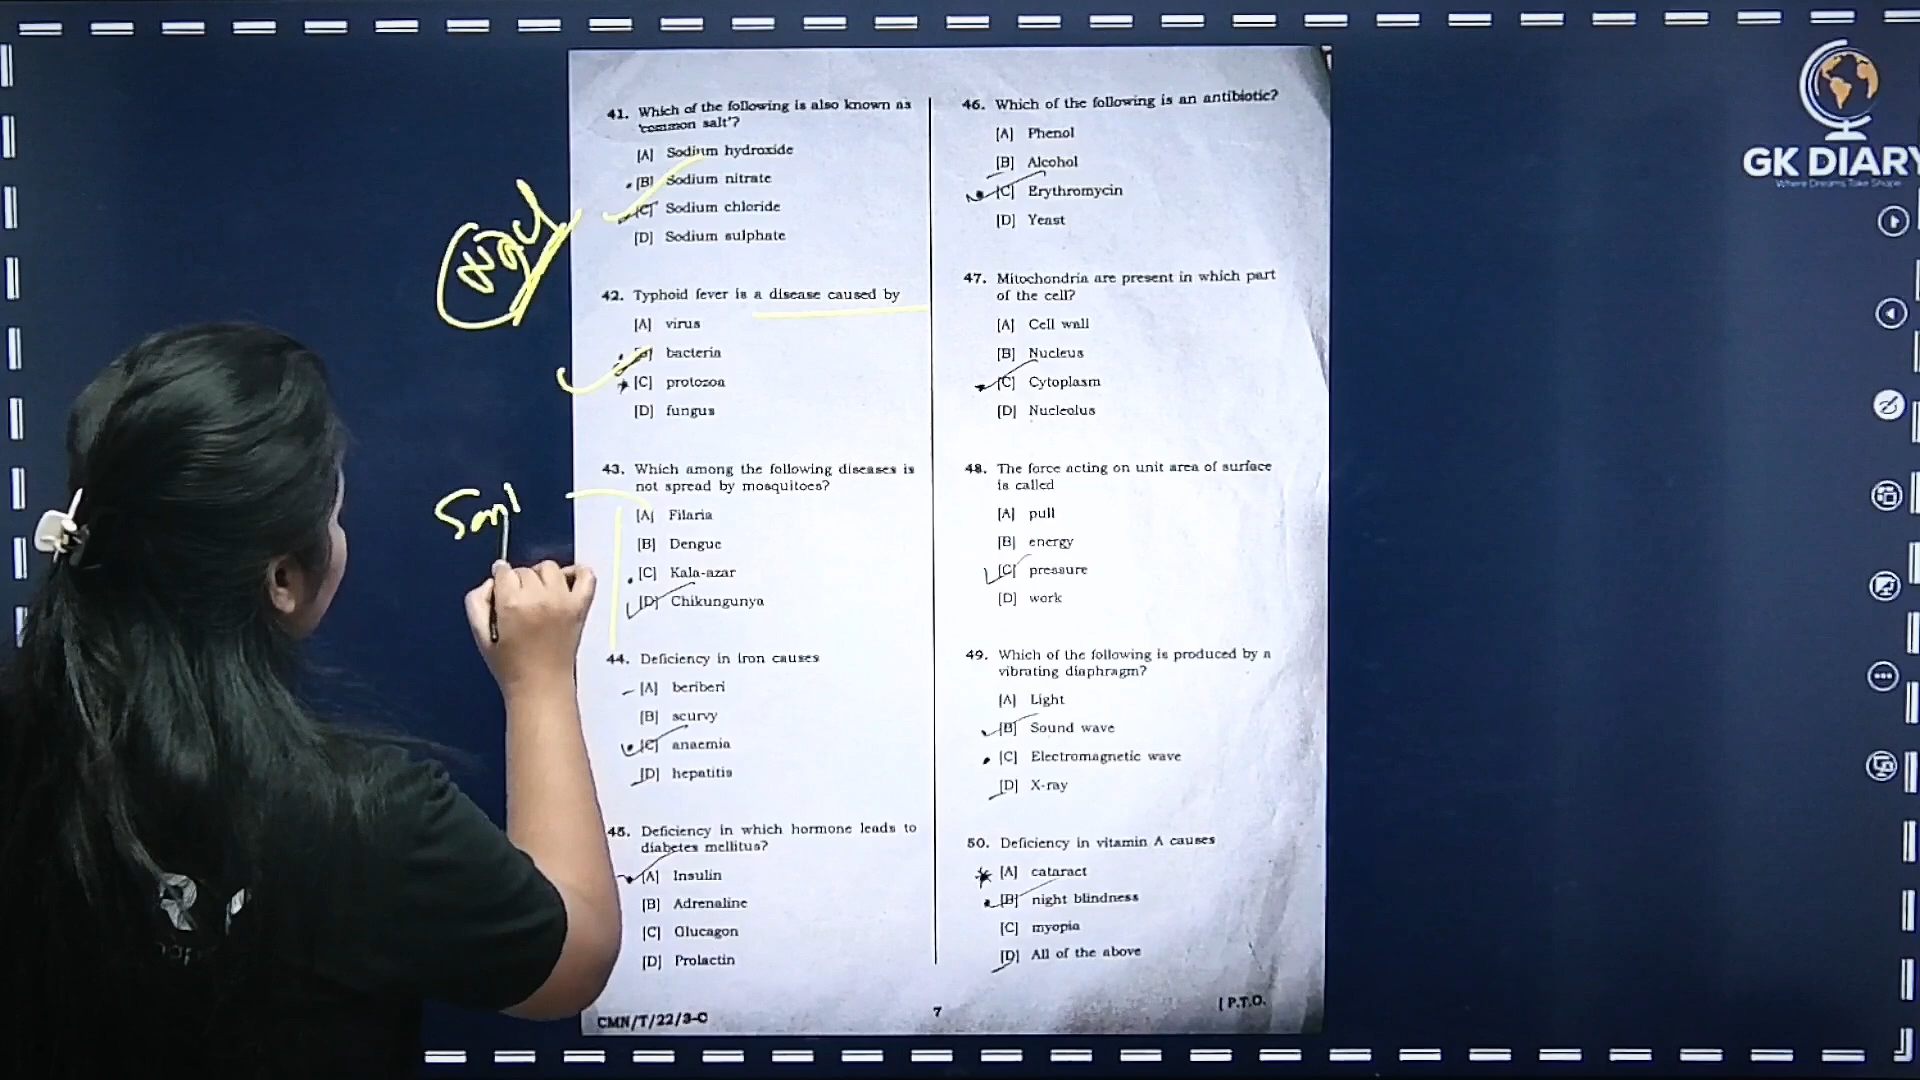 GK DIARY
Where Dreams Take Shape
NaCl
41. Which of the following is also known as
'common salt'?
[A] Sodium hydroxide
[B] Sodium nitrate
[C] Sodium chloride
[D] Sodium sulphate
42. Typhoid fever is a disease caused by
[A] virus
[B] bacteria
[C] protozoa
[D] fungus
43. Which among the following diseases is
not spread by mosquitoes?
[A] Filaria
[B] Dengue
[C] Kala-azar
[D] Chikungunya
44. Deficiency in iron causes
[A] beriberi
[B] scurvy
[C] anaemia
[D] hepatitis
45. Deficiency in which hormone leads to
diabetes mellitus?
[A] Insulin
[B] Adrenaline
[C] Glucagon
[D] Prolactin
46. Which of the following is an antibiotic?
[A] Phenol
[B] Alcohol
[C] Erythromycin
[D] Yeast
47. Mitochondria are present in which part
of the cell?
[A] Cell wall
[B] Nucleus
[C] Cytoplasm
[D] Nucleolus
48. The force acting on unit area of surface
is called
[A] pull
[B] energy
[C] pressure
[D] work
49. Which of the following is produced by a
vibrating diaphragm?
[A] Light
[B] Sound wave
[C] Electromagnetic wave
[D] X-ray
50. Deficiency in vitamin A causes
[A] cataract
[B] night blindness
[C] myopia
[D] All of the above
CMN/T/22/3-C
7
[ P.T.O.